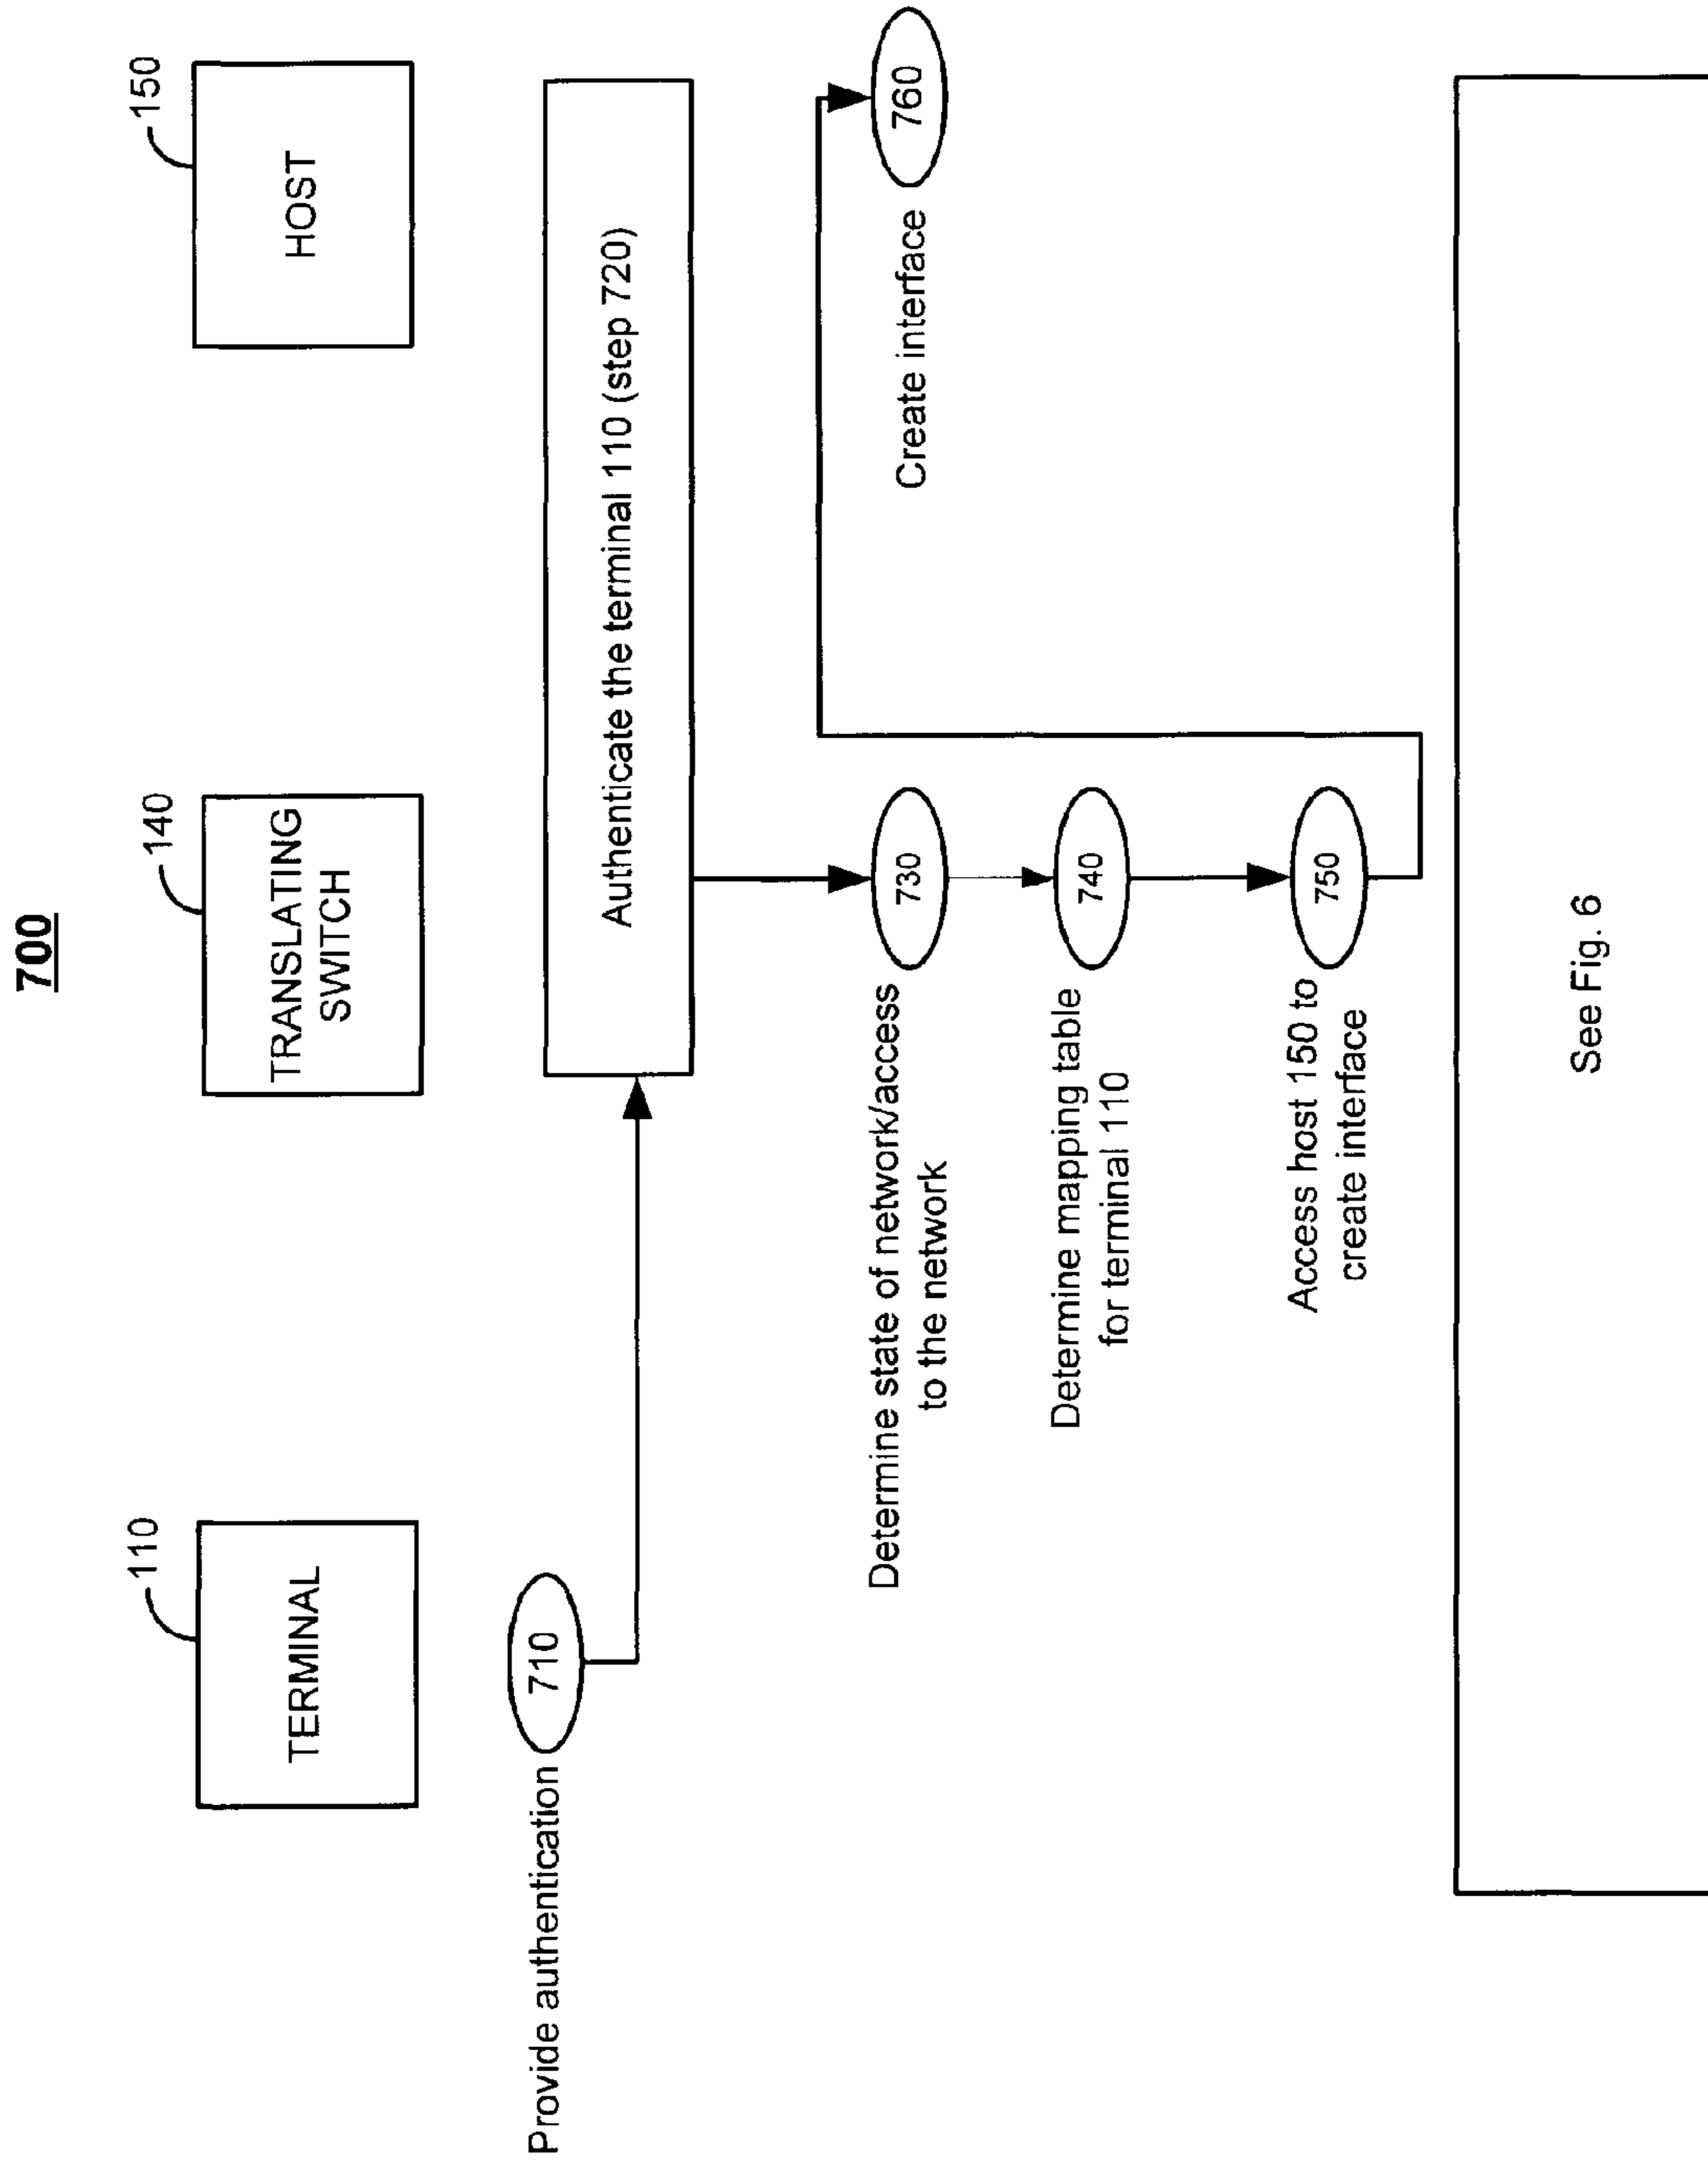 700
110
140
150
TERMINAL
TRANSLATING
SWITCH
HOST
Provide authentication
710
Authenticate the terminal 110 (step 720)
Determine state of network/access
to the network
730
Create interface
760
Determine mapping table
for terminal 110
740
Access host 150 to
create interface
750
See Fig. 6